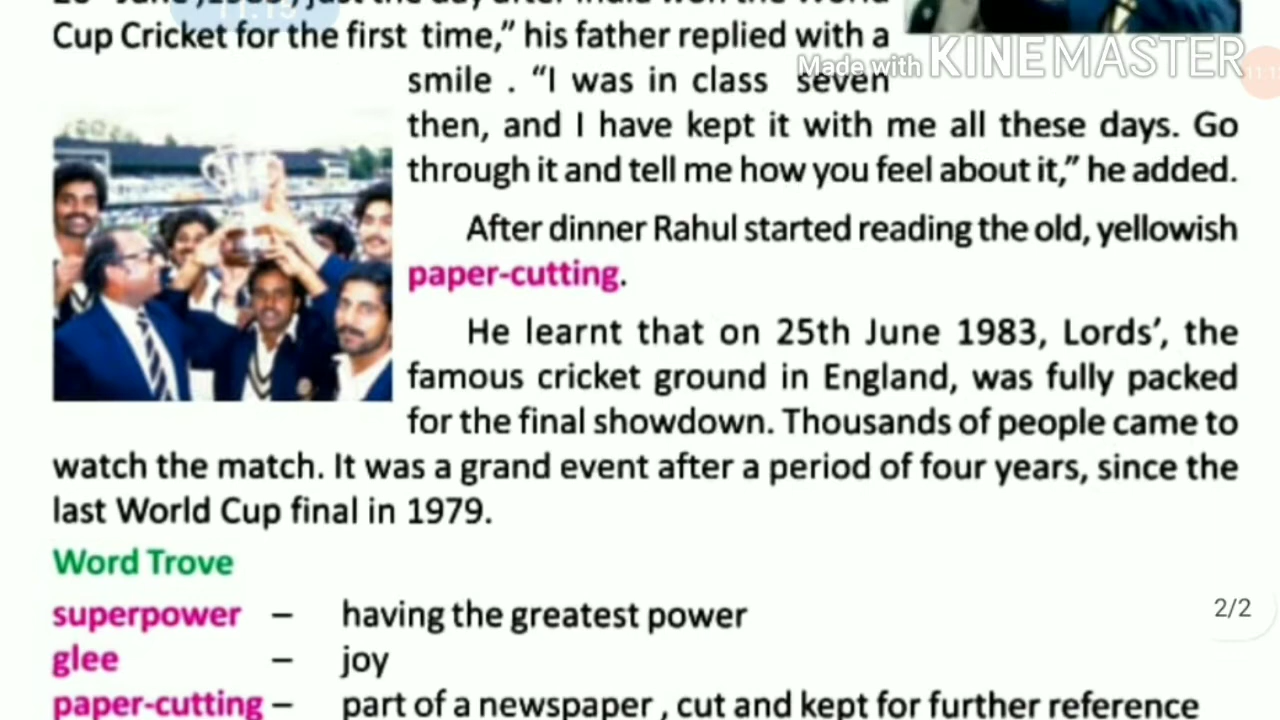 Cup Cricket for the first time,” his father replied with a
smile . “I was in class seven
then, and I have kept it with me all these days. Go
through it and tell me how you feel about it,” he added.
After dinner Rahul started reading the old, yellowish
paper-cutting.
He learnt that on 25th June 1983, Lords’, the
famous cricket ground in England, was fully packed
for the final showdown. Thousands of people came to
watch the match. It was a grand event after a period of four years, since the
last World Cup final in 1979.
Word Trove
superpower – having the greatest power
glee – joy
paper-cutting – part of a newspaper , cut and kept for further reference
2/2
Made with KINEMASTER